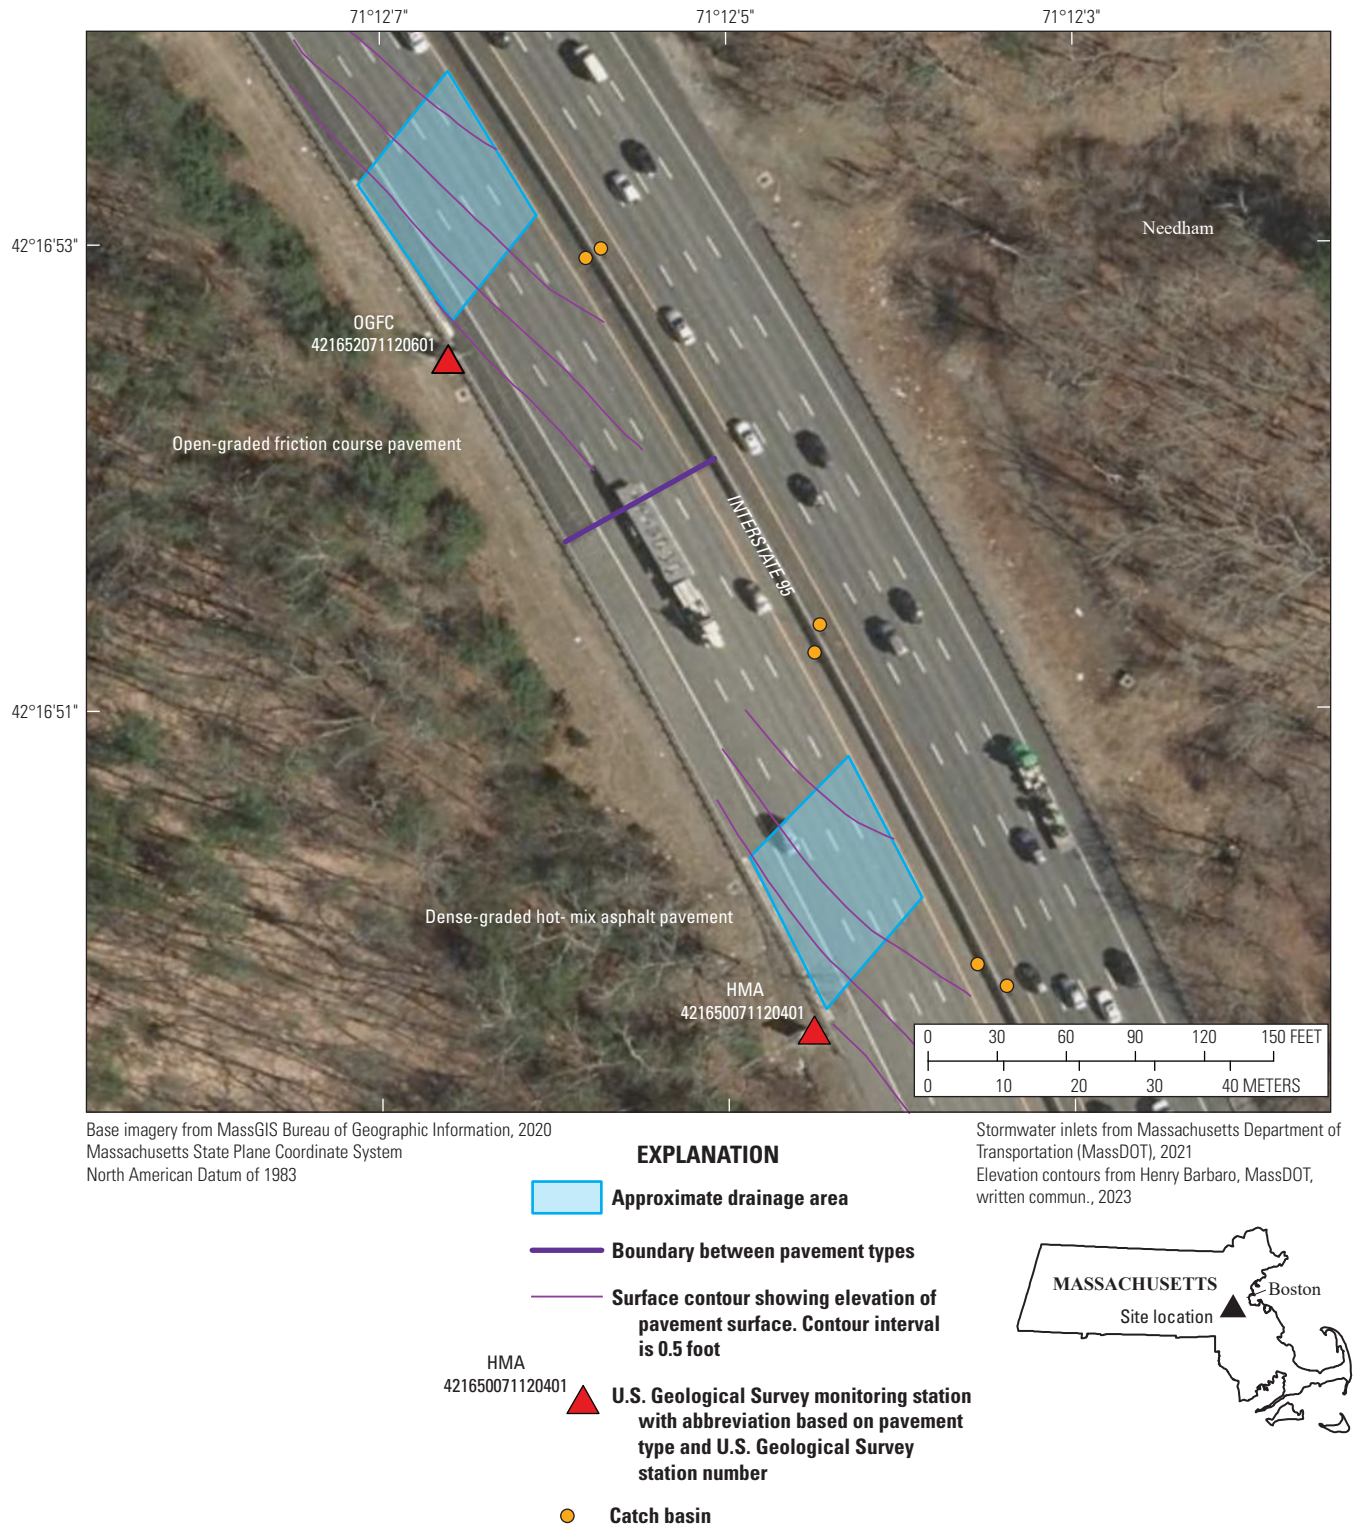 71°12'7"
71°12'5"
71°12'3"
42°16'53"
Needham
OGFC
421652071120601
Open-graded friction course pavement
INTERSTATE 95
42°16'51"
Dense-graded hot- mix asphalt pavement
HMA
421650071120401
0 30 60 90 120 150 FEET
0 10 20 30 40 METERS
Base imagery from MassGIS Bureau of Geographic Information, 2020
Massachusetts State Plane Coordinate System
North American Datum of 1983
Stormwater inlets from Massachusetts Department of
Transportation (MassDOT), 2021
Elevation contours from Henry Barbaro, MassDOT,
written commun., 2023
EXPLANATION
Approximate drainage area
Boundary between pavement types
Surface contour showing elevation of
pavement surface. Contour interval
is 0.5 foot
HMA
421650071120401
U.S. Geological Survey monitoring station
with abbreviation based on pavement
type and U.S. Geological Survey
station number
Catch basin
MASSACHUSETTS
Boston
Site location